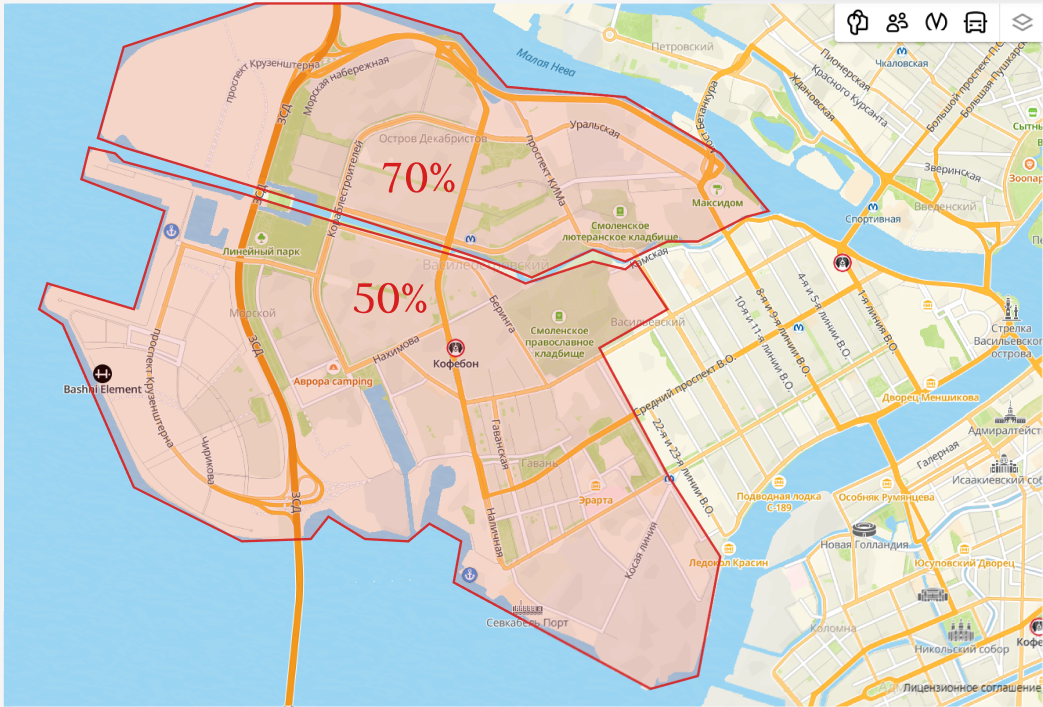 Малая Нева
Петровский
Чкаловская
Пионерская
Красного Курсанта
Ждановская
Большой проспект П.С.
Большая Пушкарская
Сытны
проспект Крузенштерна
Морская набережная
ЗСД
Остров Декабристов
Уральская
проспект КИМа
Кораблестроителей
70%
ЗСД
Максидом
Зверинская
Зоопар
Введенский
Спортивная
Смоленское
лютеранское кладбище
Линейный парк
Камская
50%
Морской
Беринга
Смоленское
православное
кладбище
Васильевский
1-я линия В.О.
4-я и 5-я линии В.О.
8-я и 9-я линии В.О.
10-я и 11-я линии В.О.
Стрелка
Васильевског
острова
ЗСД
Нахимова
Кофебон
Bashni Element
Аврора camping
проспект Крузенштерна
Средний проспект В.О.
Дворец Меншикова
Адмиралтейст
22-я и 23-я линии В.О.
Гаванская
Гавань
Чирикова
Галерная
Исаакиевский соб
ЗСД
Эрарта
Подводная лодка
С-189
Особняк Румянцева
Наличная
Косая линия
Новая Голландия
Ледокол Красин
Юсуповский Дворец
Севкабель Порт
Коломна
Никольский собор
Кофе
Лицензионное соглашение